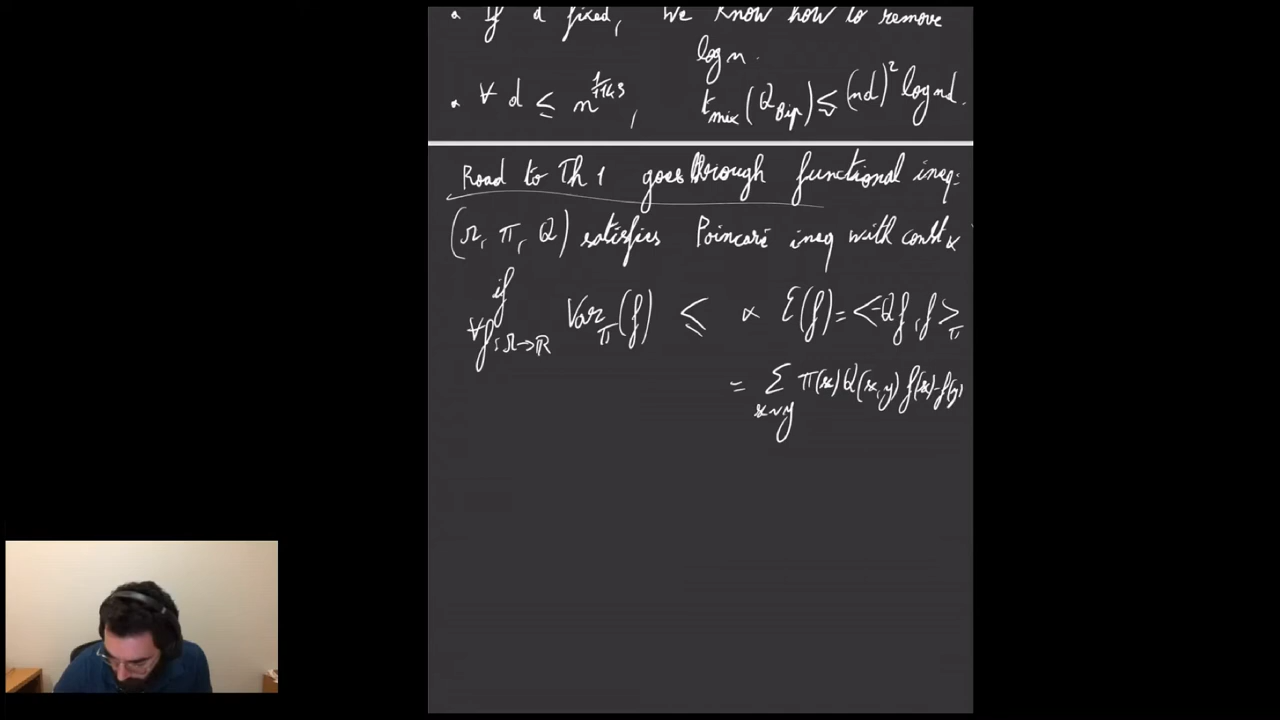 • If d fixed, We know how to remove
log n.
• ∀ d ≤ n^, t_mix (Q_Bip) ≲ (nd)² log nd.
Road to Th 1 goes through functional ineq:
(Ω, π, Q) satisfies Poincaré ineq with const α
if
∀f: Ω→ℝ Var_π(f) ≤ α ℰ(f) = <-Qf, f>_π
= Σ_{x~y} π(x) Q(x,y) f(x)-f(y)